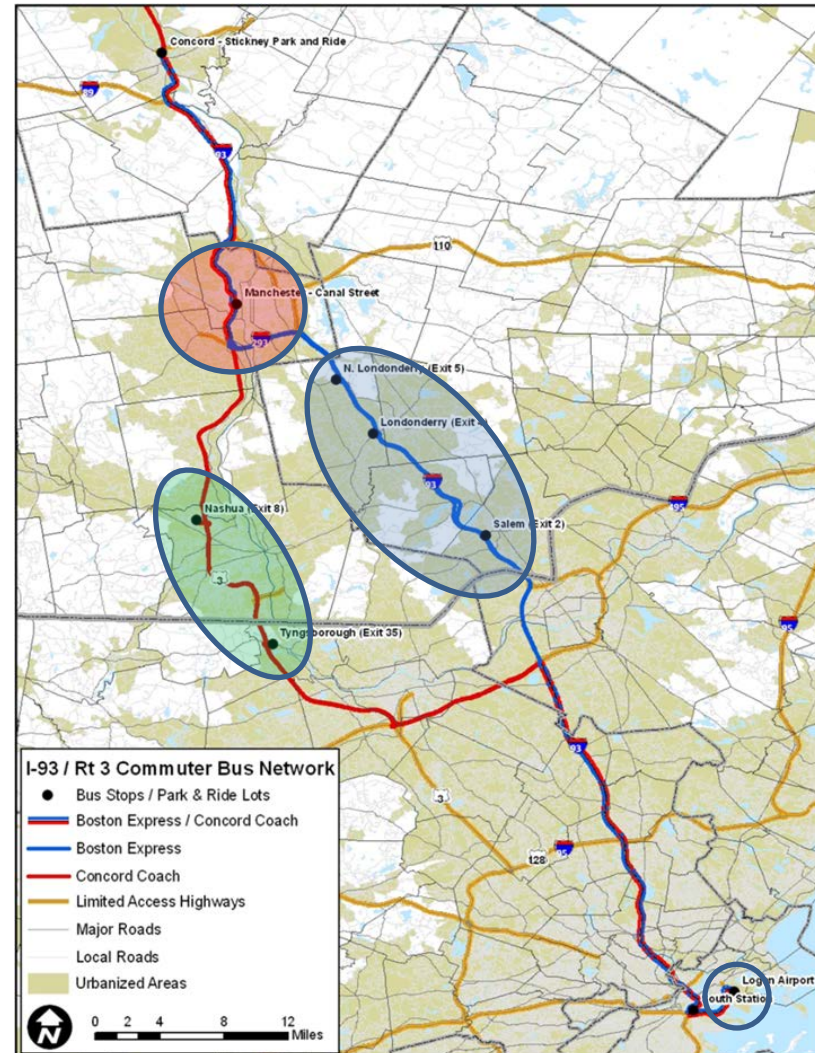 Concord - Stickney Park and Ride
89
93
110
Manchester - Canal Street
293
N. Londonderry (Exit 5)
Londonderry (Exit 4)
93
495
Nashua (Exit 8)
Salem (Exit 2)
3
95
Tyngsborough (Exit 35)
93
3
95
128
Logan Airport
South Station
I-93 / Rt 3 Commuter Bus Network
Bus Stops / Park & Ride Lots
Boston Express / Concord Coach
Boston Express
Concord Coach
Limited Access Highways
Major Roads
Local Roads
Urbanized Areas
N
0 2 4 8 12
Miles